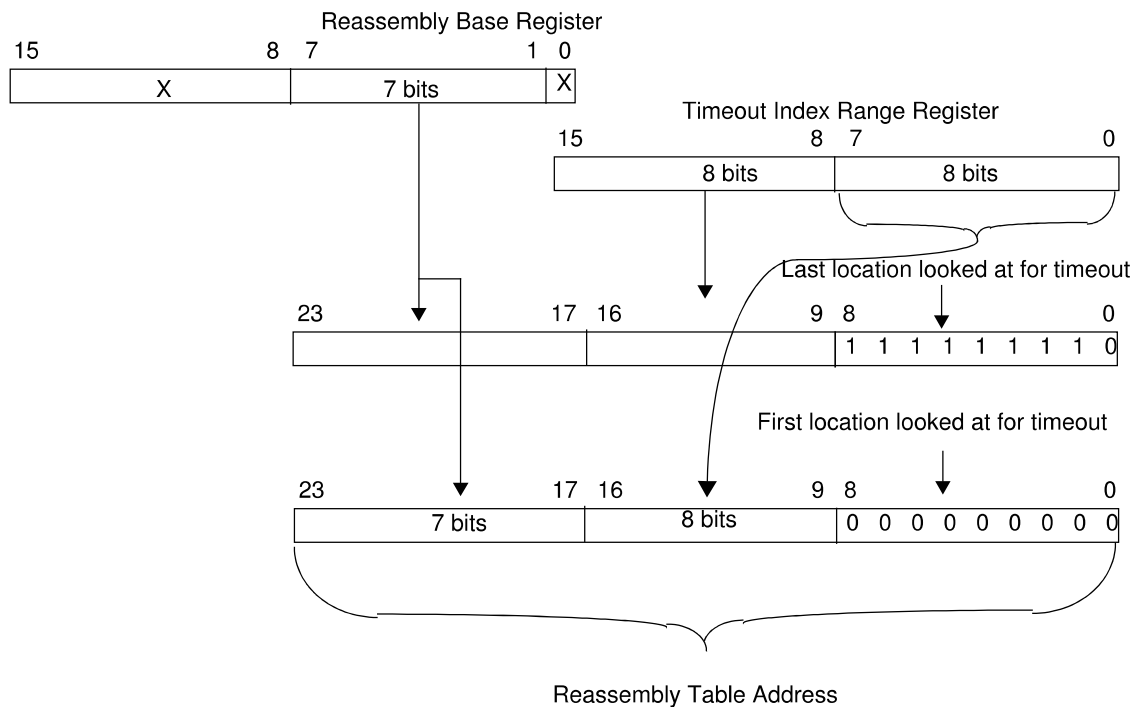 Reassembly Base Register
15 8 7 1 0
X 7 bits X
Timeout Index Range Register
15 8 7 0
8 bits 8 bits
Last location looked at for timeout
23 17 16 9 8 0
1 1 1 1 1 1 1 1 0
First location looked at for timeout
23 17 16 9 8 0
7 bits 8 bits 0 0 0 0 0 0 0 0 0
Reassembly Table Address